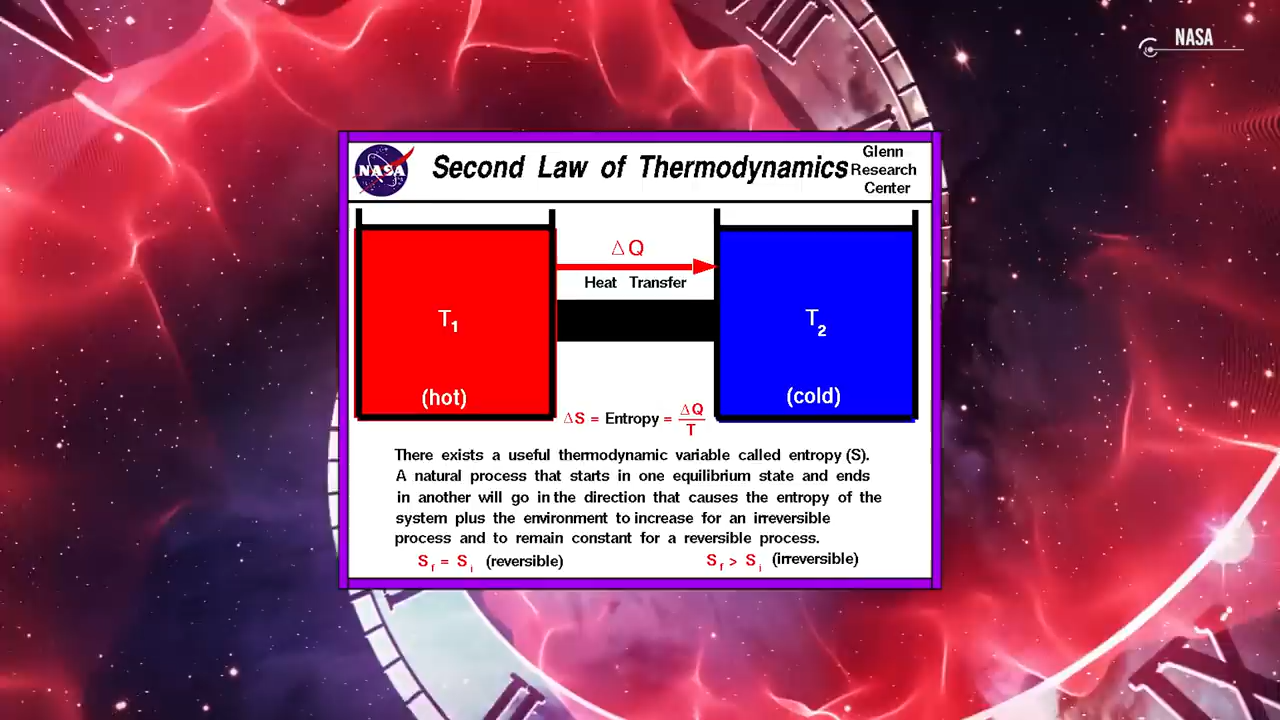 NASA
NASA
Second Law of Thermodynamics
Glenn
Research
Center
Δ Q
Heat Transfer
T1
T2
(hot)
(cold)
ΔS = Entropy = ΔQ
T
There exists a useful thermodynamic variable called entropy (S).
A natural process that starts in one equilibrium state and ends
in another will go in the direction that causes the entropy of the
system plus the environment to increase for an irreversible
process and to remain constant for a reversible process.
Sf = Si (reversible)
Sf > Si (irreversible)